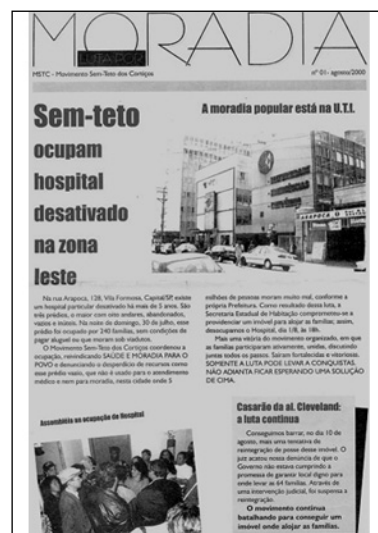 MORADIA
LUTA POR
MSTC - Movimento Sem-Teto dos Cortiços
nº 01- agosto/2000
Sem-teto
ocupam
hospital
desativado
na zona
leste
A moradia popular está na U.T.I.
Na rua Arapoca, 128, Vila Formosa, Capital/SP, existe
um hospital particular desativado há mais de 5 anos. São
três prédios, o maior com oito andares, abandonados,
vazios e inúteis. Na noite do domingo, 30 de julho, esse
prédio foi ocupado por 240 famílias, sem condições de
pagar aluguel ou que moram sob viadutos.
O Movimento Sem-Teto dos Cortiços coordenou a
ocupação, reivindicando SAÚDE E MORADIA PARA O
POVO e denunciando o desperdício de recursos como
esse prédio vazio, que não é usado para o atendimento
médico e nem para moradia, nesta cidade onde 5
milhões de pessoas moram muito mal, conforme a
própria Prefeitura. Como resultado desta luta, a
Secretaria Estadual de Habitação comprometeu-se a
providenciar um imóvel para alojar as famílias; assim,
desocupamos o Hospital, dia 1/8, às 18h.
Mais uma vitória do movimento organizado, em que
as famílias participaram ativamente, unidas, discutindo
juntas todos os passos. Saíram fortalecidas e vitoriosas.
SOMENTE A LUTA PODE LEVAR A CONQUISTAS.
NÃO ADIANTA FICAR ESPERANDO UMA SOLUÇÃO
DE CIMA.
Assembléia na ocupação do Hospital
Casarão da al. Cleveland:
a luta continua
Conseguimos barrar, no dia 10 de
agosto, mais uma tentativa de
reintegração de posse desse imóvel. O
juiz acatou nossa denúncia de que o
Governo não estava cumprindo a
promessa de garantir local digno para
onde levar as 64 famílias. Através de
uma intervenção judicial, foi suspensa a
reintegração.
O movimento continua
batalhando para conseguir um
imóvel onde alojar as famílias.